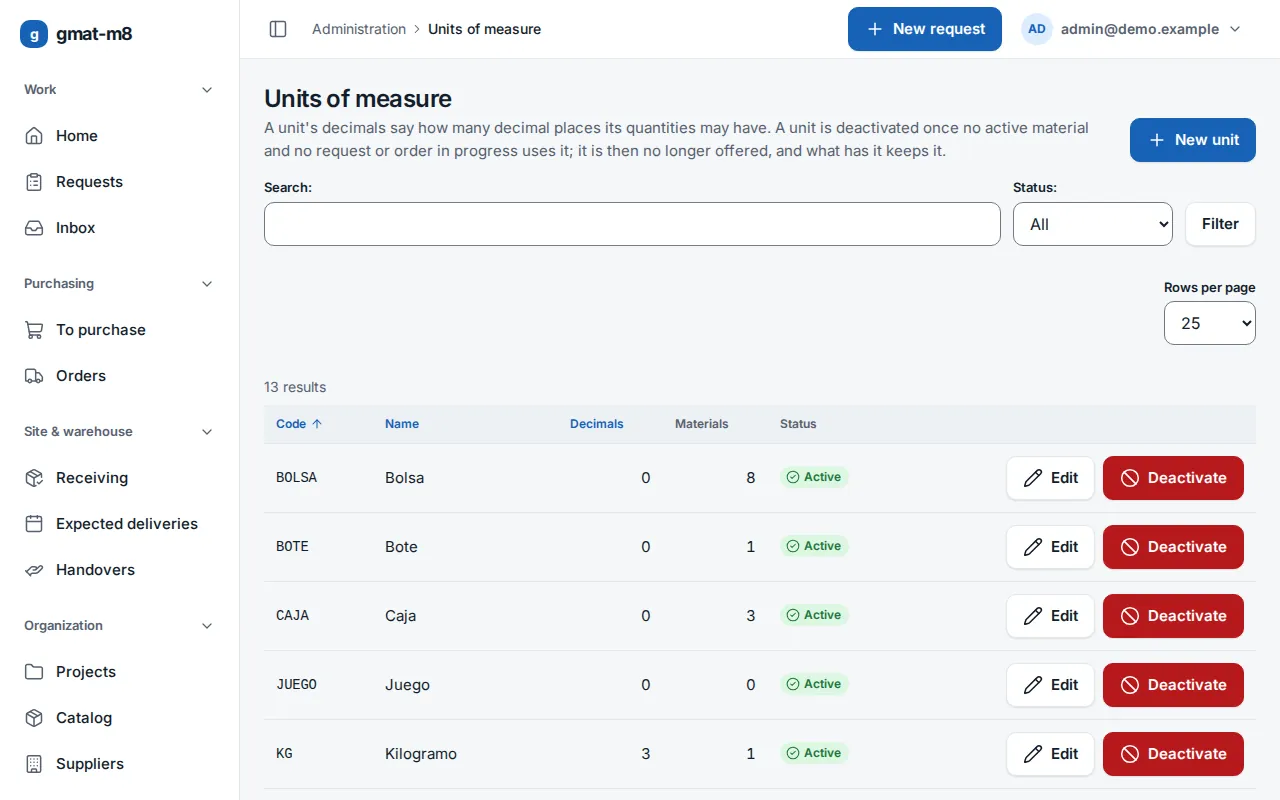 g gmat-m8
Administration > Units of measure
New request
AD admin@demo.example
Work
Home
Requests
Inbox
Purchasing
To purchase
Orders
Site & warehouse
Receiving
Expected deliveries
Handovers
Organization
Projects
Catalog
Suppliers
Units of measure
A unit's decimals say how many decimal places its quantities may have. A unit is deactivated once no active material
and no request or order in progress uses it; it is then no longer offered, and what has it keeps it.
New unit
Search:
Status:
All
Filter
Rows per page
25
13 results
Code ↑ Name Decimals Materials Status
BOLSA Bolsa 0 8 Active Edit Deactivate
BOTE Bote 0 1 Active Edit Deactivate
CAJA Caja 0 3 Active Edit Deactivate
JUEGO Juego 0 0 Active Edit Deactivate
KG Kilogramo 3 1 Active Edit Deactivate